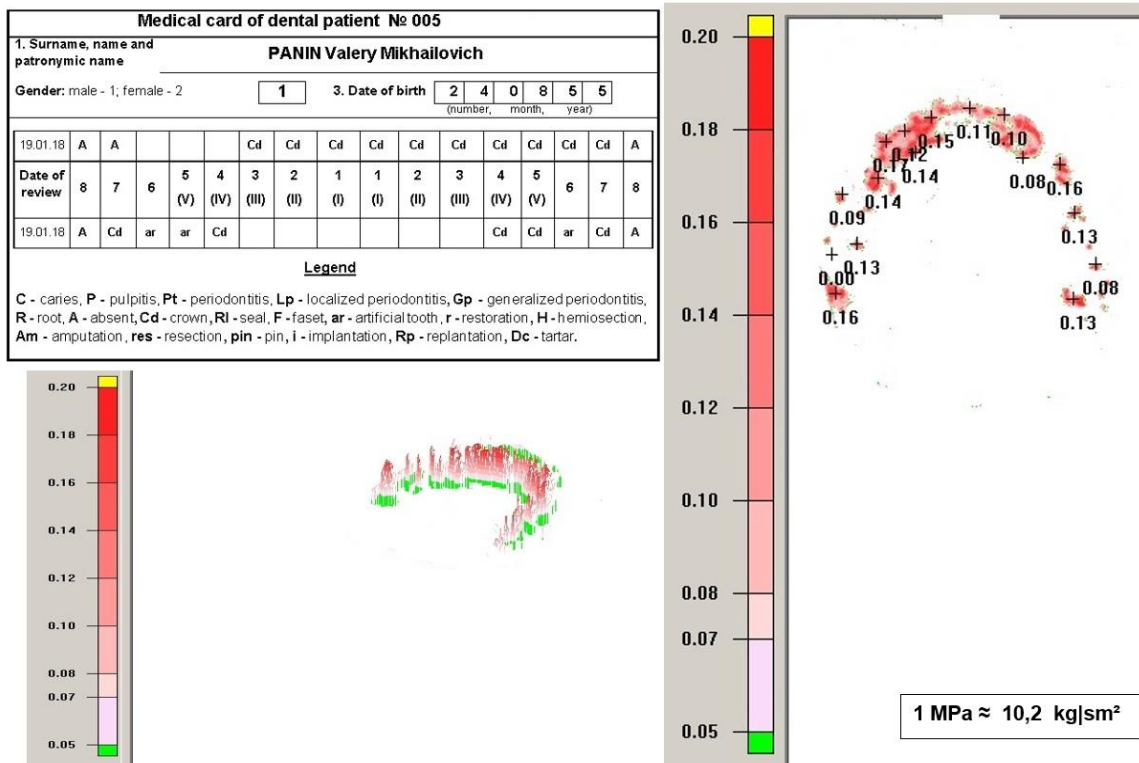 Medical card of dental patient № 005
1. Surname, name and
patronymic name
PANIN Valery Mikhailovich
Gender: male - 1; female - 2
1
3. Date of birth
2 4 0 8 5 5
(number, month, year)
19.01.18 A A Cd Cd Cd Cd Cd Cd Cd Cd Cd Cd A
Date of
review
8 7 6 5 4 3 2 1 1 2 3 4 5 6 7 8
(V) (IV) (III) (II) (I) (I) (II) (III) (IV) (V)
19.01.18 A Cd ar ar Cd Cd Cd ar Cd A
Legend
C - caries, P - pulpitis, Pt - periodontitis, Lp - localized periodontitis, Gp - generalized periodontitis,
R - root, A - absent, Cd - crown, Rl - seal, F - faset, ar - artificial tooth, r - restoration, H - hemiosection,
Am - amputation, res - resection, pin - pin, i - implantation, Rp - replantation, Dc - tartar.
0.20
0.18
0.16
0.14
0.12
0.10
0.08
0.07
0.05
0.20
0.18
0.16
0.14
0.12
0.10
0.08
0.07
0.05
0.11
0.10
0.15
0.12
0.17
0.14
0.08
0.16
0.14
0.09
0.13
0.13
0.00
0.08
0.16
0.13
1 MPa ≈ 10,2 kg|sm²